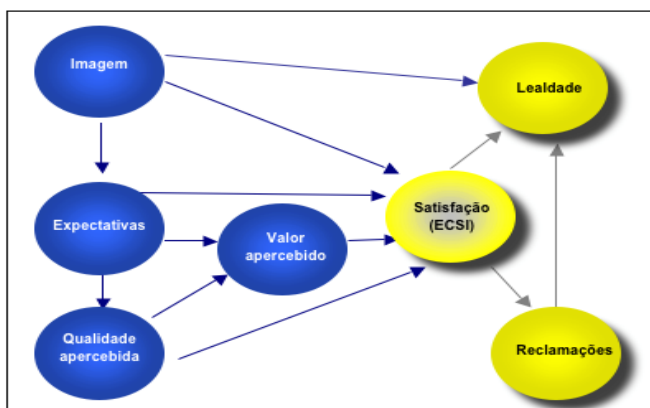 Imagem
Lealdade
Expectativas
Valor
apercebido
Satisfação
(ECSI)
Qualidade
apercebida
Reclamações